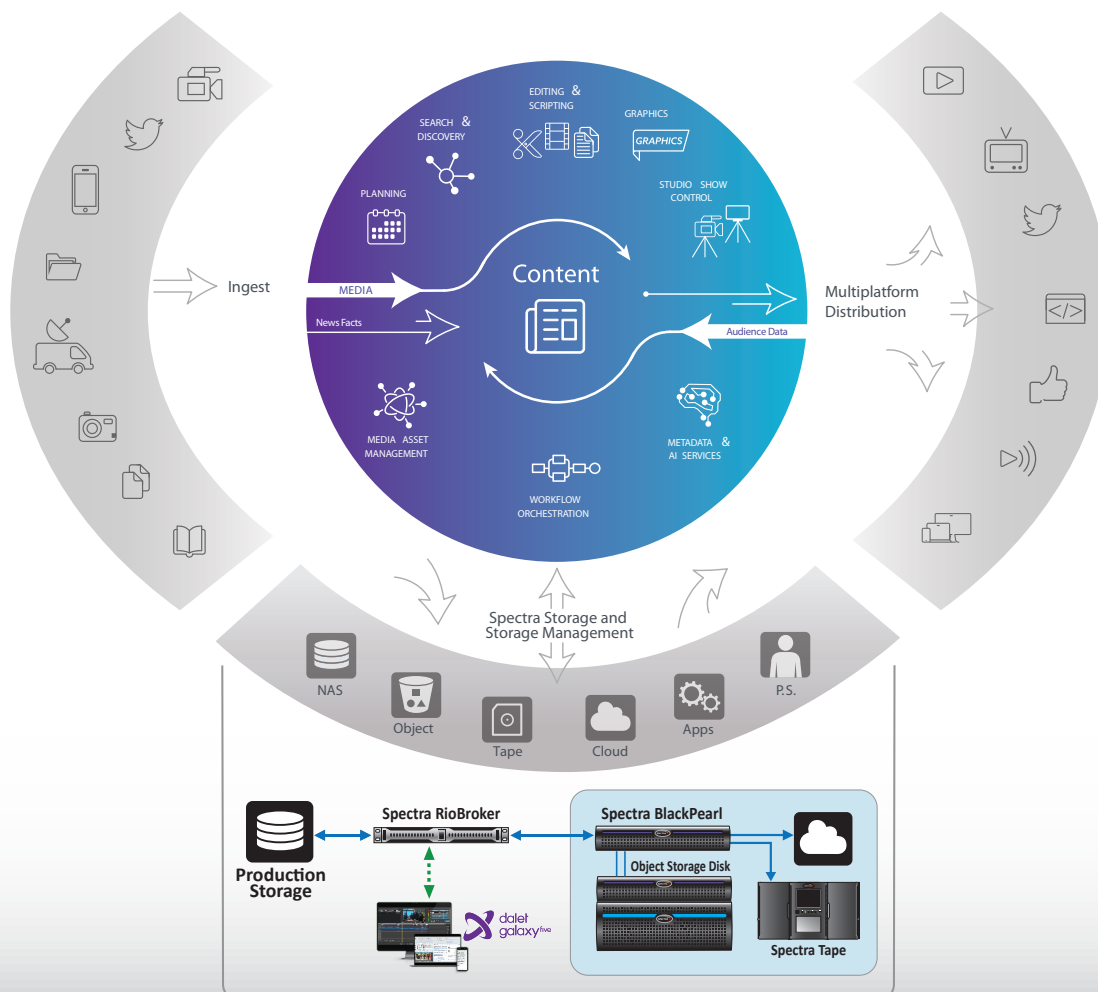 EDITING &
SCRIPTING
GRAPHICS
GRAPHICS
SEARCH &
DISCOVERY
PLANNING
STUDIO SHOW
CONTROL
Content
Ingest
MEDIA
Multiplatform
Distribution
News Facts
Audience Data
</>
MEDIA ASSET
MANAGEMENT
METADATA &
AI SERVICES
WORKFLOW
ORCHESTRATION
Spectra Storage and
Storage Management
NAS
Object
Tape
Cloud
Apps
P.S.
Spectra RioBroker
Spectra BlackPearl
Object Storage Disk
Production
Storage
dalet
galaxy five
Spectra Tape